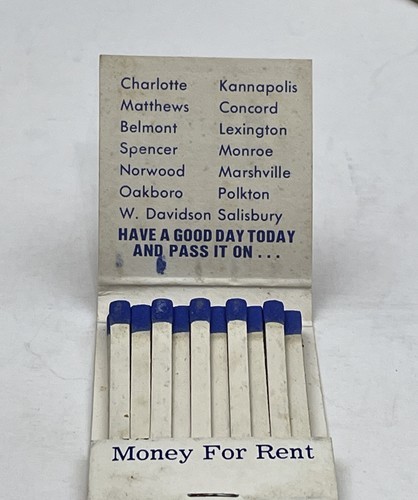 Charlotte Kannapolis
Matthews Concord
Belmont Lexington
Spencer Monroe
Norwood Marshville
Oakboro Polkton
W. Davidson Salisbury
HAVE A GOOD DAY TODAY
AND PASS IT ON . . .
Money For Rent